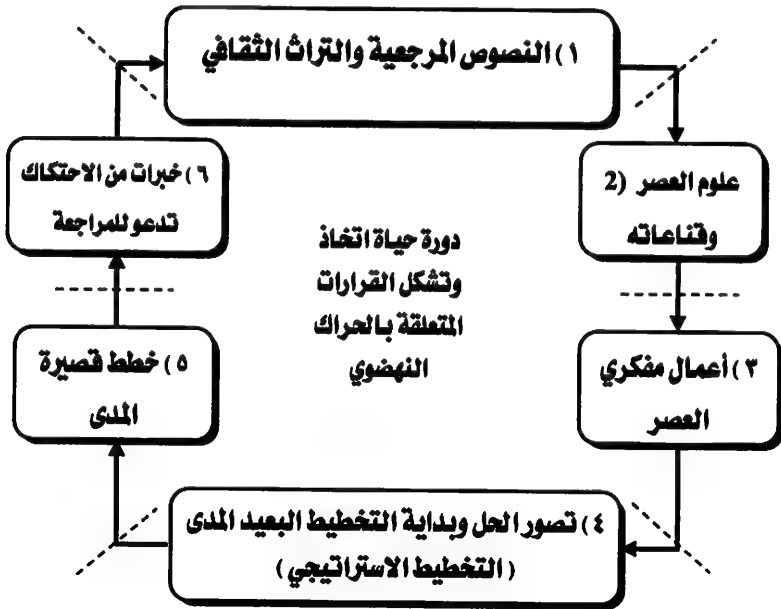 ١) النصوص المرجعية والتراث الثقافي
2) علوم العصر
وقناعاته
٣) أعمال مفكري
العصر
٤) تصور الحل وبداية التخطيط البعيد المدى
(التخطيط الاستراتيجي)
٥) خطط قصيرة
المدى
٦) خبرات من الاحتكاك
تدعو للمراجعة
دورة حياة اتخاذ
وتشكل القرارات
المتعلقة بالحراك
النهضوي